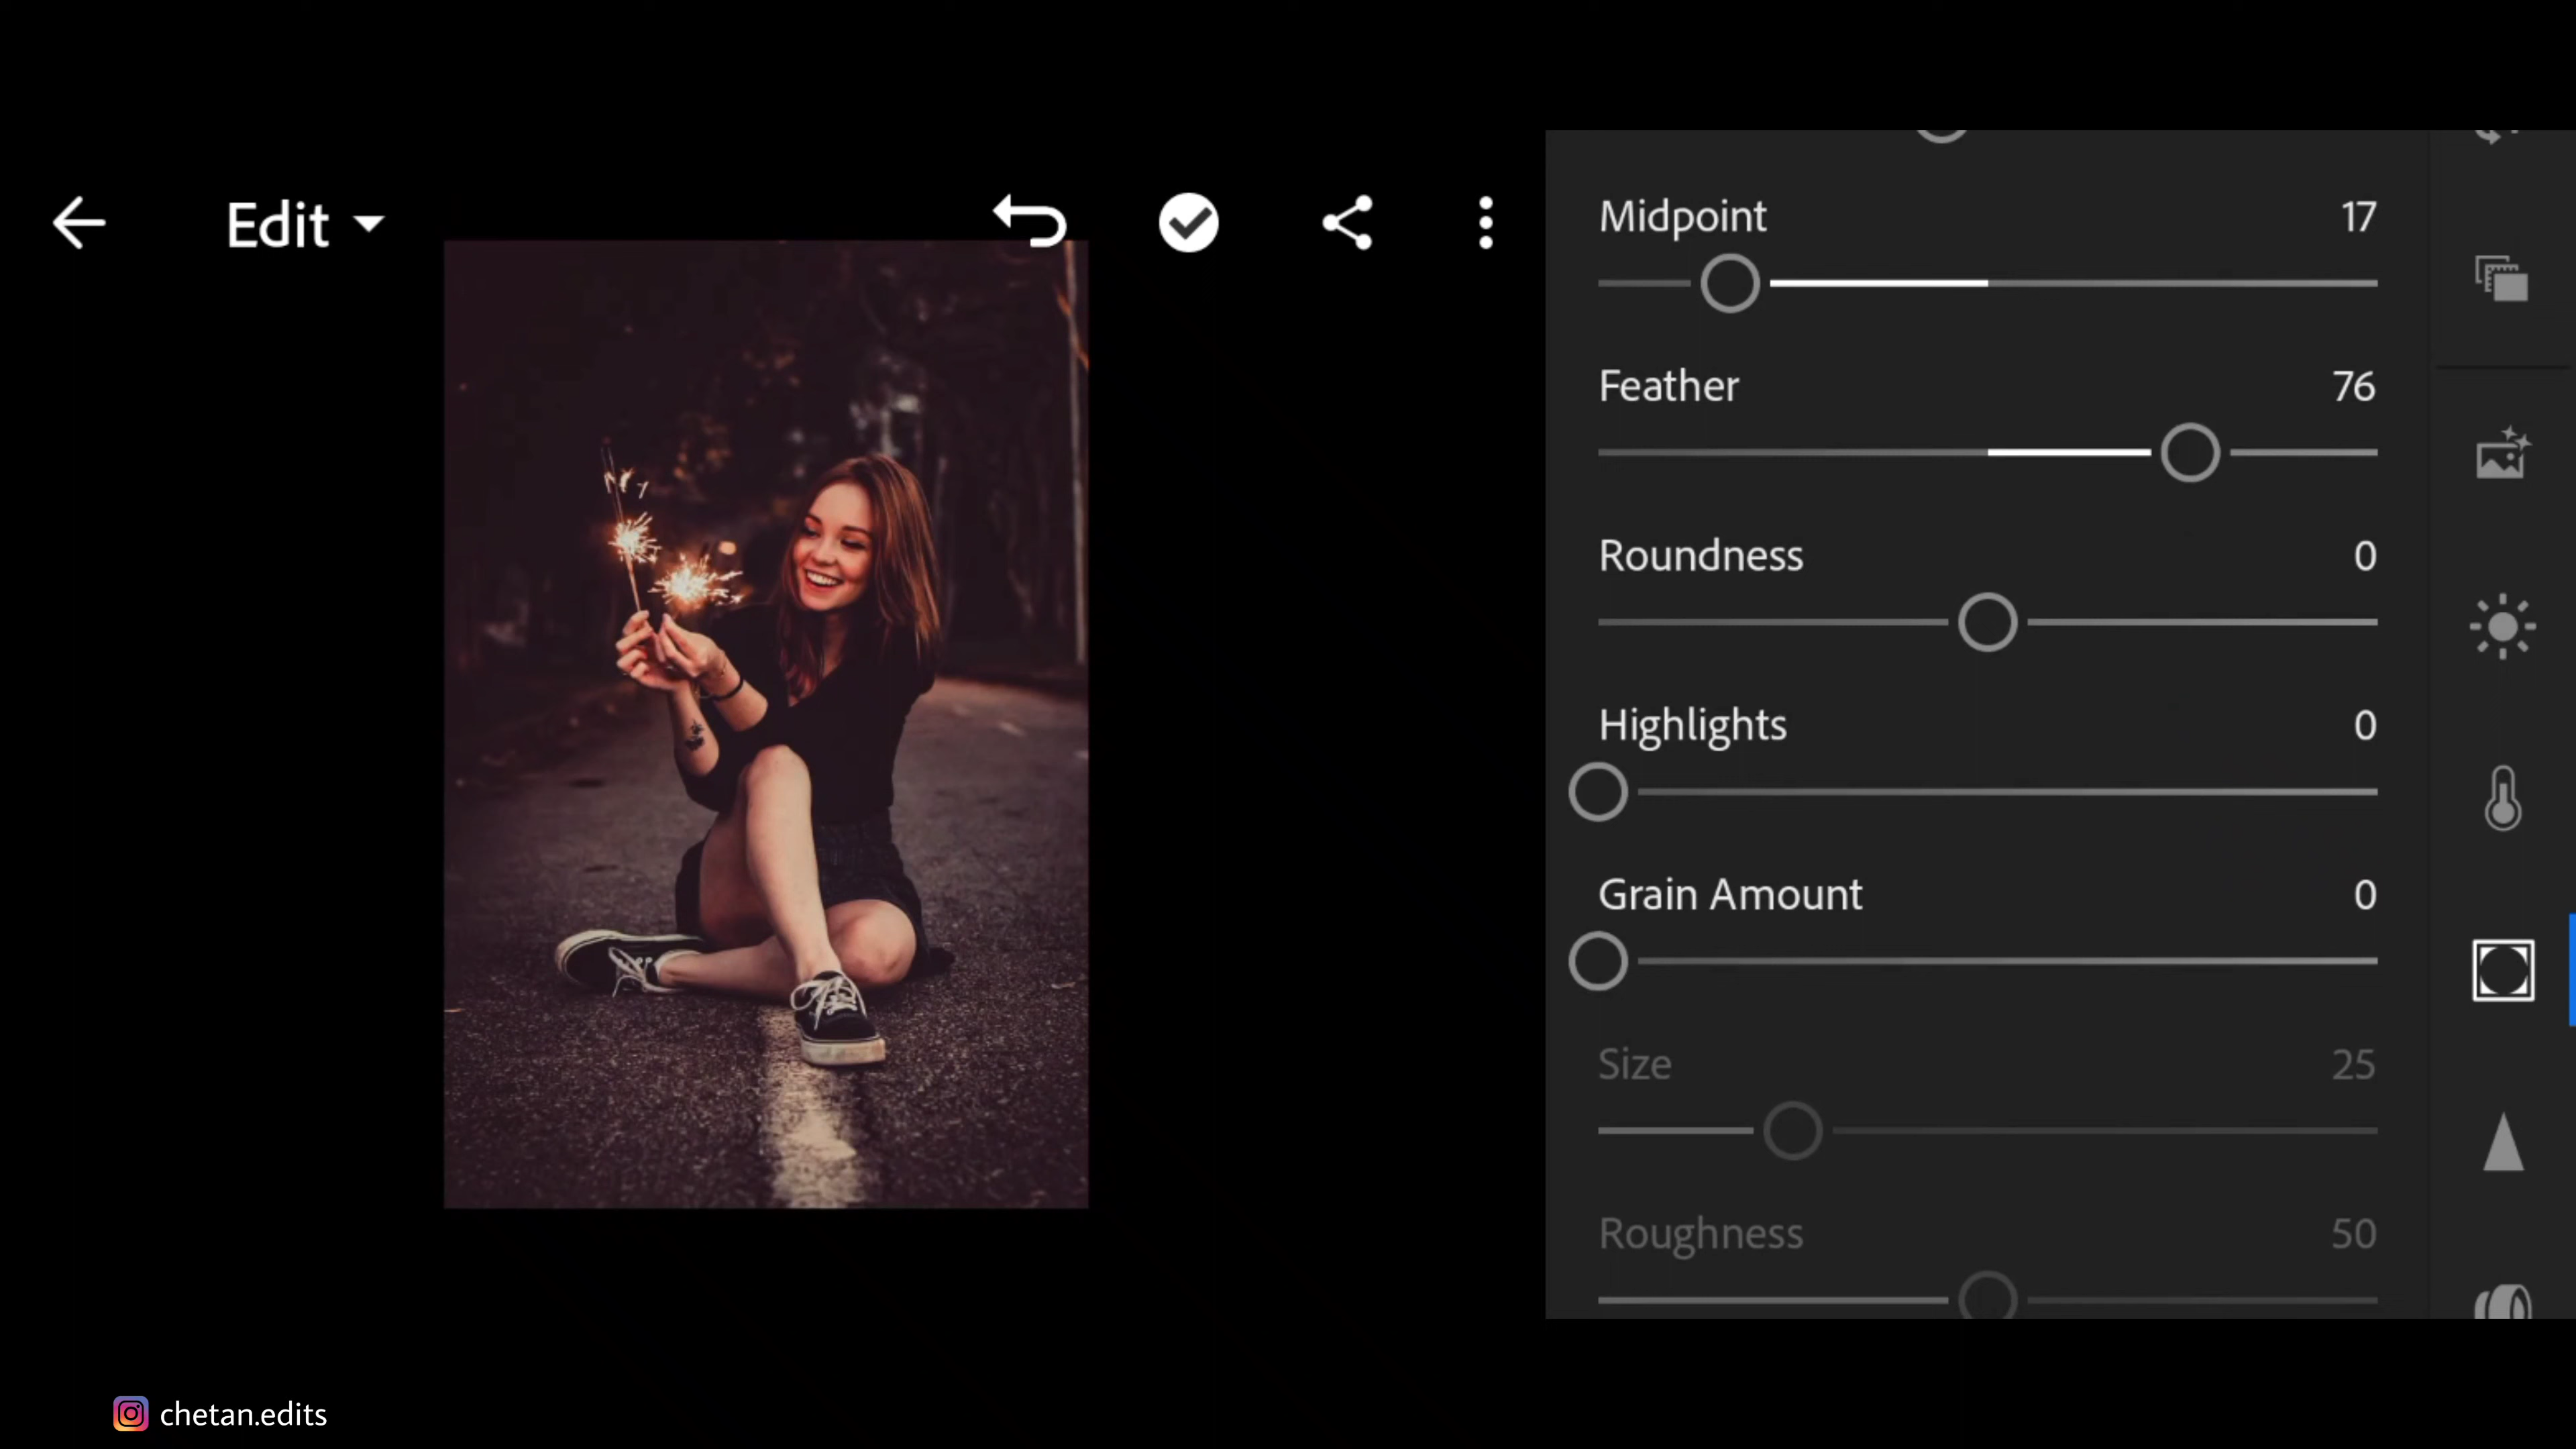 Edit
Midpoint 17
Feather 76
Roundness 0
Highlights 0
Grain Amount 0
Size 25
Roughness 50
chetan.edits